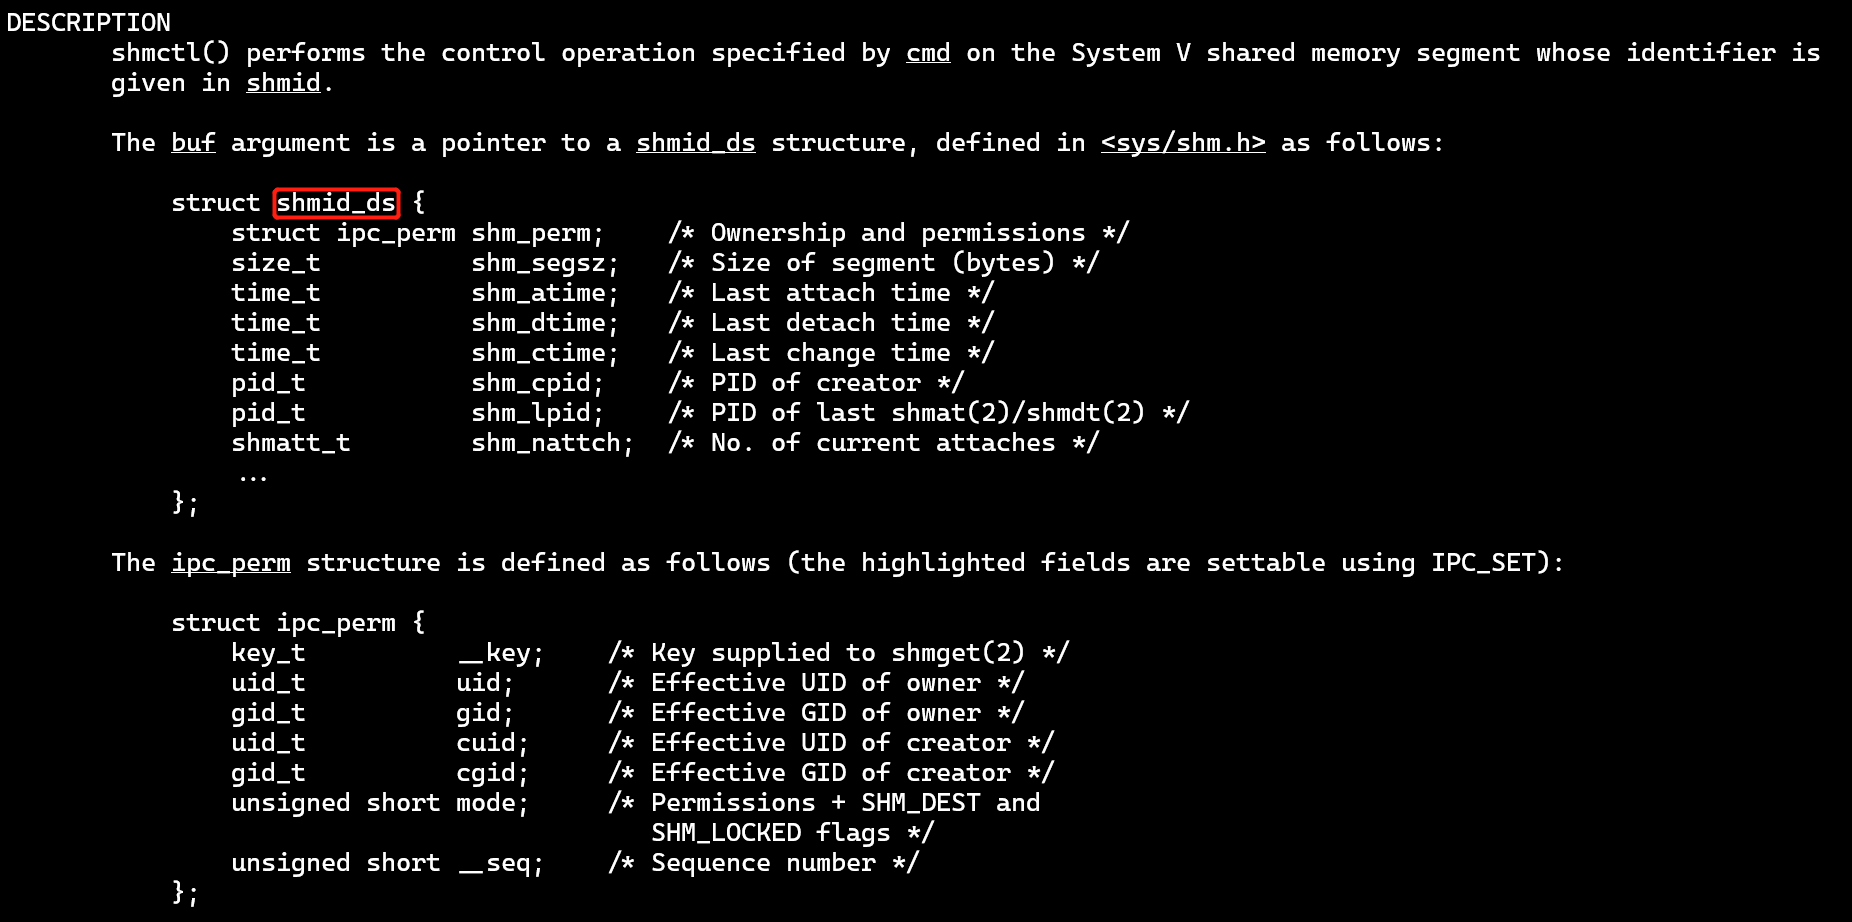 DESCRIPTION
shmctl() performs the control operation specified by cmd on the System V shared memory segment whose identifier is
given in shmid.
The buf argument is a pointer to a shmid_ds structure, defined in <sys/shm.h> as follows:
struct shmid_ds {
struct ipc_perm shm_perm;    /* Ownership and permissions */
size_t          shm_segsz;   /* Size of segment (bytes) */
time_t          shm_atime;   /* Last attach time */
time_t          shm_dtime;   /* Last detach time */
time_t          shm_ctime;   /* Last change time */
pid_t           shm_cpid;    /* PID of creator */
pid_t           shm_lpid;    /* PID of last shmat(2)/shmdt(2) */
shmatt_t        shm_nattch;  /* No. of current attaches */
...
};
The ipc_perm structure is defined as follows (the highlighted fields are settable using IPC_SET):
struct ipc_perm {
key_t          __key;    /* Key supplied to shmget(2) */
uid_t          uid;      /* Effective UID of owner */
gid_t          gid;      /* Effective GID of owner */
uid_t          cuid;     /* Effective UID of creator */
gid_t          cgid;     /* Effective GID of creator */
unsigned short mode;     /* Permissions + SHM_DEST and
SHM_LOCKED flags */
unsigned short __seq;    /* Sequence number */
};